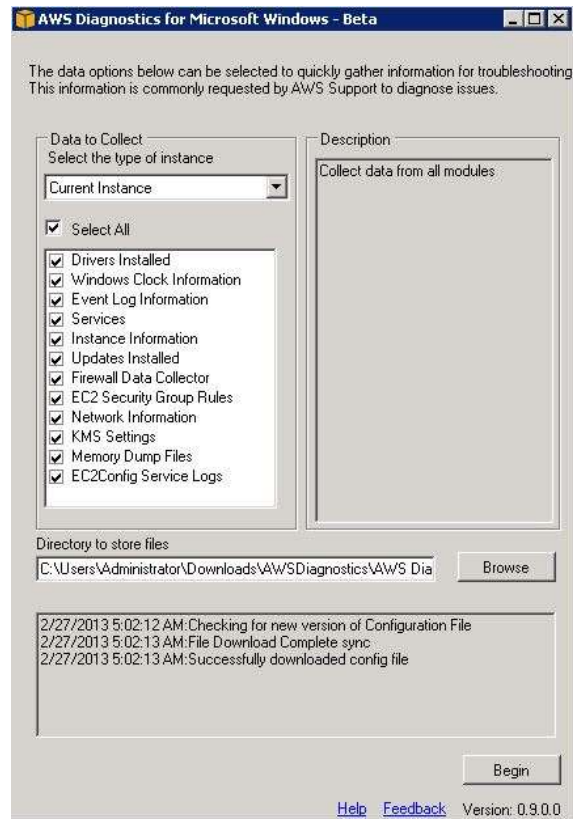 AWS Diagnostics for Microsoft Windows - Beta
The data options below can be selected to quickly gather information for troubleshooting
This information is commonly requested by AWS Support to diagnose issues.
Data to Collect
Select the type of instance
Current Instance
Select All
Drivers Installed
Windows Clock Information
Event Log Information
Services
Instance Information
Updates Installed
Firewall Data Collector
EC2 Security Group Rules
Network Information
KMS Settings
Memory Dump Files
EC2Config Service Logs
Description
Collect data from all modules
Directory to store files
C:\Users\Administrator\Downloads\AWSDiagnostics\AWS Dia
Browse
2/27/2013 5:02:12 AM:Checking for new version of Configuration File
2/27/2013 5:02:13 AM:File Download Complete sync
2/27/2013 5:02:13 AM:Successfully downloaded config file
Begin
Help Feedback Version: 0.9.0.0